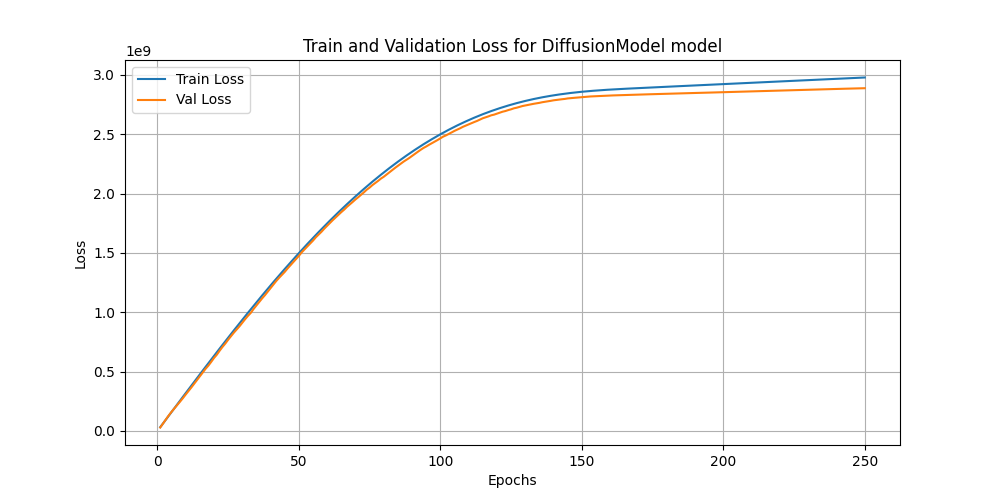 Train and Validation Loss for DiffusionModel model
1e9
Train Loss
Val Loss
3.0
2.5
2.0
1.5
1.0
0.5
0.0
Loss
0 50 100 150 200 250
Epochs